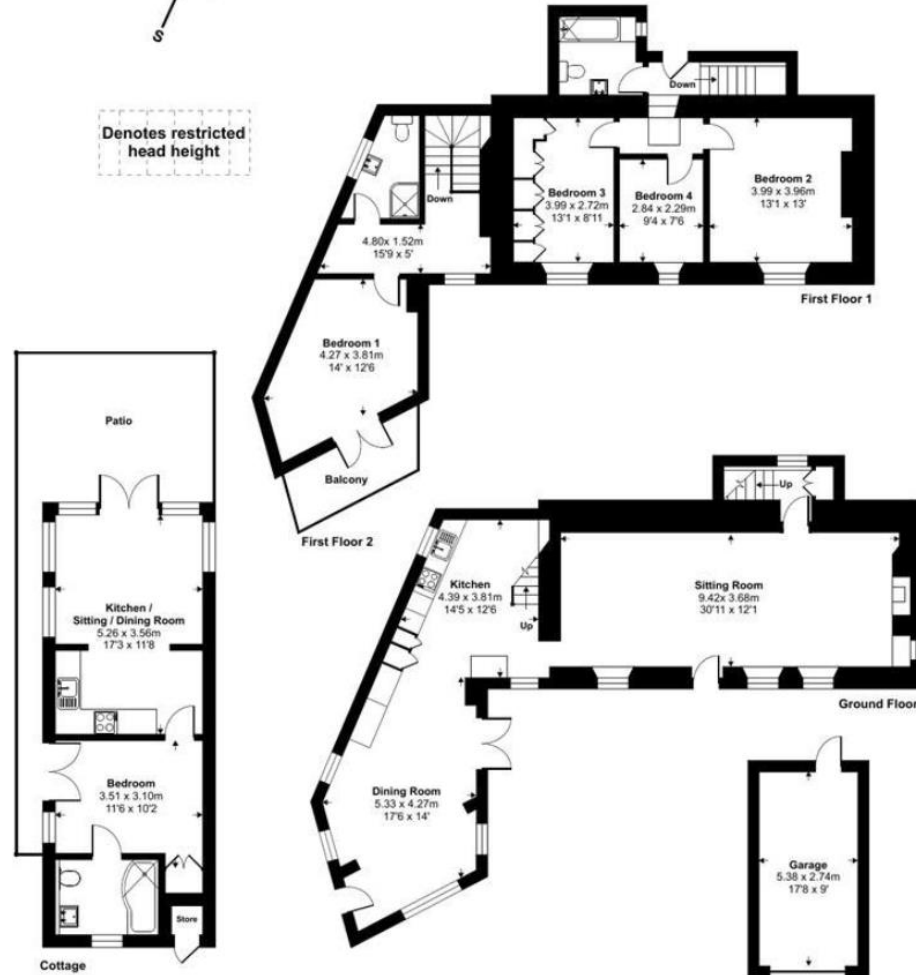 S
Denotes restricted
head height
Down
Bedroom 3
3.99 x 2.72m
13'1 x 8'11
Bedroom 4
2.84 x 2.29m
9'4 x 7'6
Bedroom 2
3.99 x 3.96m
13'1 x 13'
First Floor 1
Down
4.80x 1.52m
15'9 x 5'
Bedroom 1
4.27 x 3.81m
14' x 12'6
Balcony
First Floor 2
Patio
Kitchen /
Sitting / Dining Room
5.26 x 3.56m
17'3 x 11'8
Bedroom
3.51 x 3.10m
11'6 x 10'2
Store
Cottage
Up
Kitchen
4.39 x 3.81m
14'5 x 12'6
Up
Sitting Room
9.42x 3.68m
30'11 x 12'1
Ground Floor
Dining Room
5.33 x 4.27m
17'6 x 14'
Garage
5.38 x 2.74m
17'8 x 9'